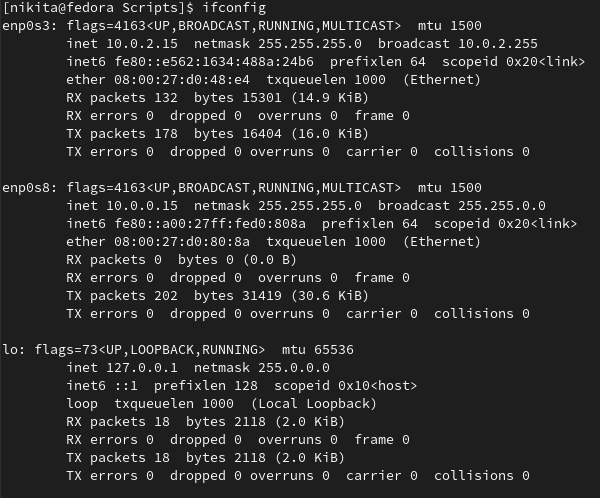 [nikita@fedora Scripts]$ ifconfig
enp0s3: flags=4163<UP,BROADCAST,RUNNING,MULTICAST>  mtu 1500
        inet 10.0.2.15  netmask 255.255.255.0  broadcast 10.0.2.255
        inet6 fe80::e562:1634:488a:24b6  prefixlen 64  scopeid 0x20<link>
        ether 08:00:27:d0:48:e4  txqueuelen 1000  (Ethernet)
        RX packets 132  bytes 15301 (14.9 KiB)
        RX errors 0  dropped 0  overruns 0  frame 0
        TX packets 178  bytes 16404 (16.0 KiB)
        TX errors 0  dropped 0 overruns 0  carrier 0  collisions 0

enp0s8: flags=4163<UP,BROADCAST,RUNNING,MULTICAST>  mtu 1500
        inet 10.0.0.15  netmask 255.255.255.0  broadcast 255.255.0.0
        inet6 fe80::a00:27ff:fed0:808a  prefixlen 64  scopeid 0x20<link>
        ether 08:00:27:d0:80:8a  txqueuelen 1000  (Ethernet)
        RX packets 0  bytes 0 (0.0 B)
        RX errors 0  dropped 0  overruns 0  frame 0
        TX packets 202  bytes 31419 (30.6 KiB)
        TX errors 0  dropped 0 overruns 0  carrier 0  collisions 0

lo: flags=73<UP,LOOPBACK,RUNNING>  mtu 65536
        inet 127.0.0.1  netmask 255.0.0.0
        inet6 ::1  prefixlen 128  scopeid 0x10<host>
        loop  txqueuelen 1000  (Local Loopback)
        RX packets 18  bytes 2118 (2.0 KiB)
        RX errors 0  dropped 0  overruns 0  frame 0
        TX packets 18  bytes 2118 (2.0 KiB)
        TX errors 0  dropped 0 overruns 0  carrier 0  collisions 0